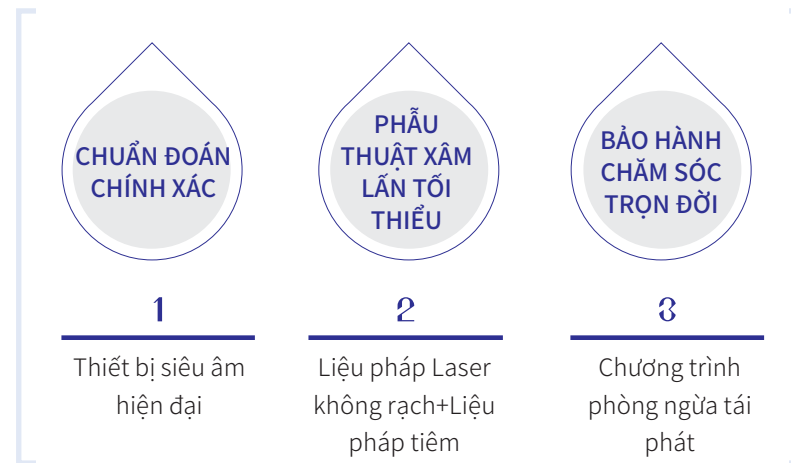 CHUẨN ĐOÁN
CHÍNH XÁC
PHẪU
THUẬT XÂM
LẤN TỐI
THIỂU
BẢO HÀNH
CHĂM SÓC
TRỌN ĐỜI
1
2
3
Thiết bị siêu âm
hiện đại
Liệu pháp Laser
không rạch+Liệu
pháp tiêm
Chương trình
phòng ngừa tái
phát